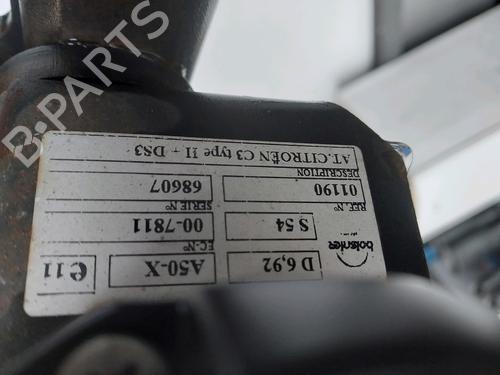 boisnier
D 6,92
A50-X
e11
EC.-N°
S 54
00-7811
REF. N°
SERIE N°
01190
68607
DESCRIPTION
AT.CITROËN C3 type II + DS3
B-PARTS